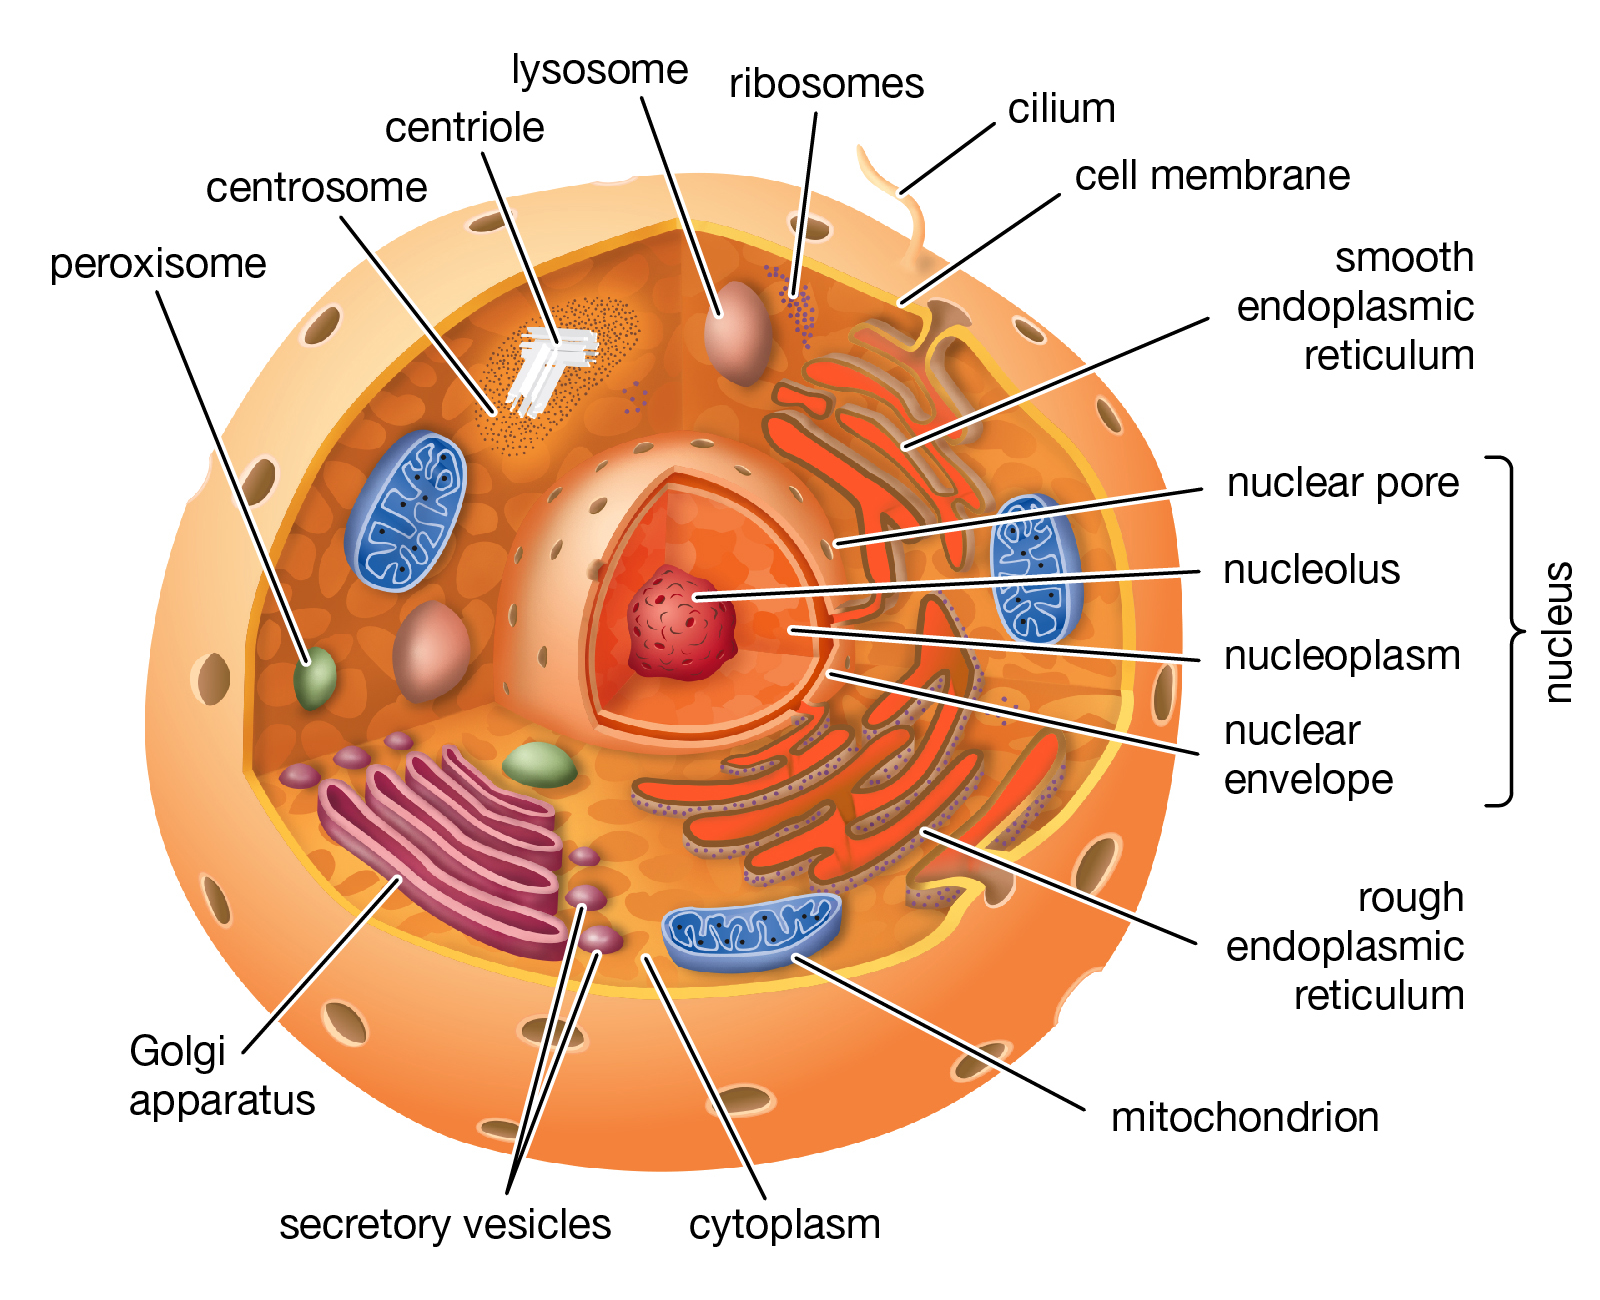 lysosome
ribosomes
cilium
centriole
cell membrane
centrosome
peroxisome
smooth
endoplasmic
reticulum
nuclear pore
nucleolus
nucleoplasm
nuclear
envelope
nucleus
rough
endoplasmic
reticulum
Golgi
apparatus
mitochondrion
secretory vesicles
cytoplasm